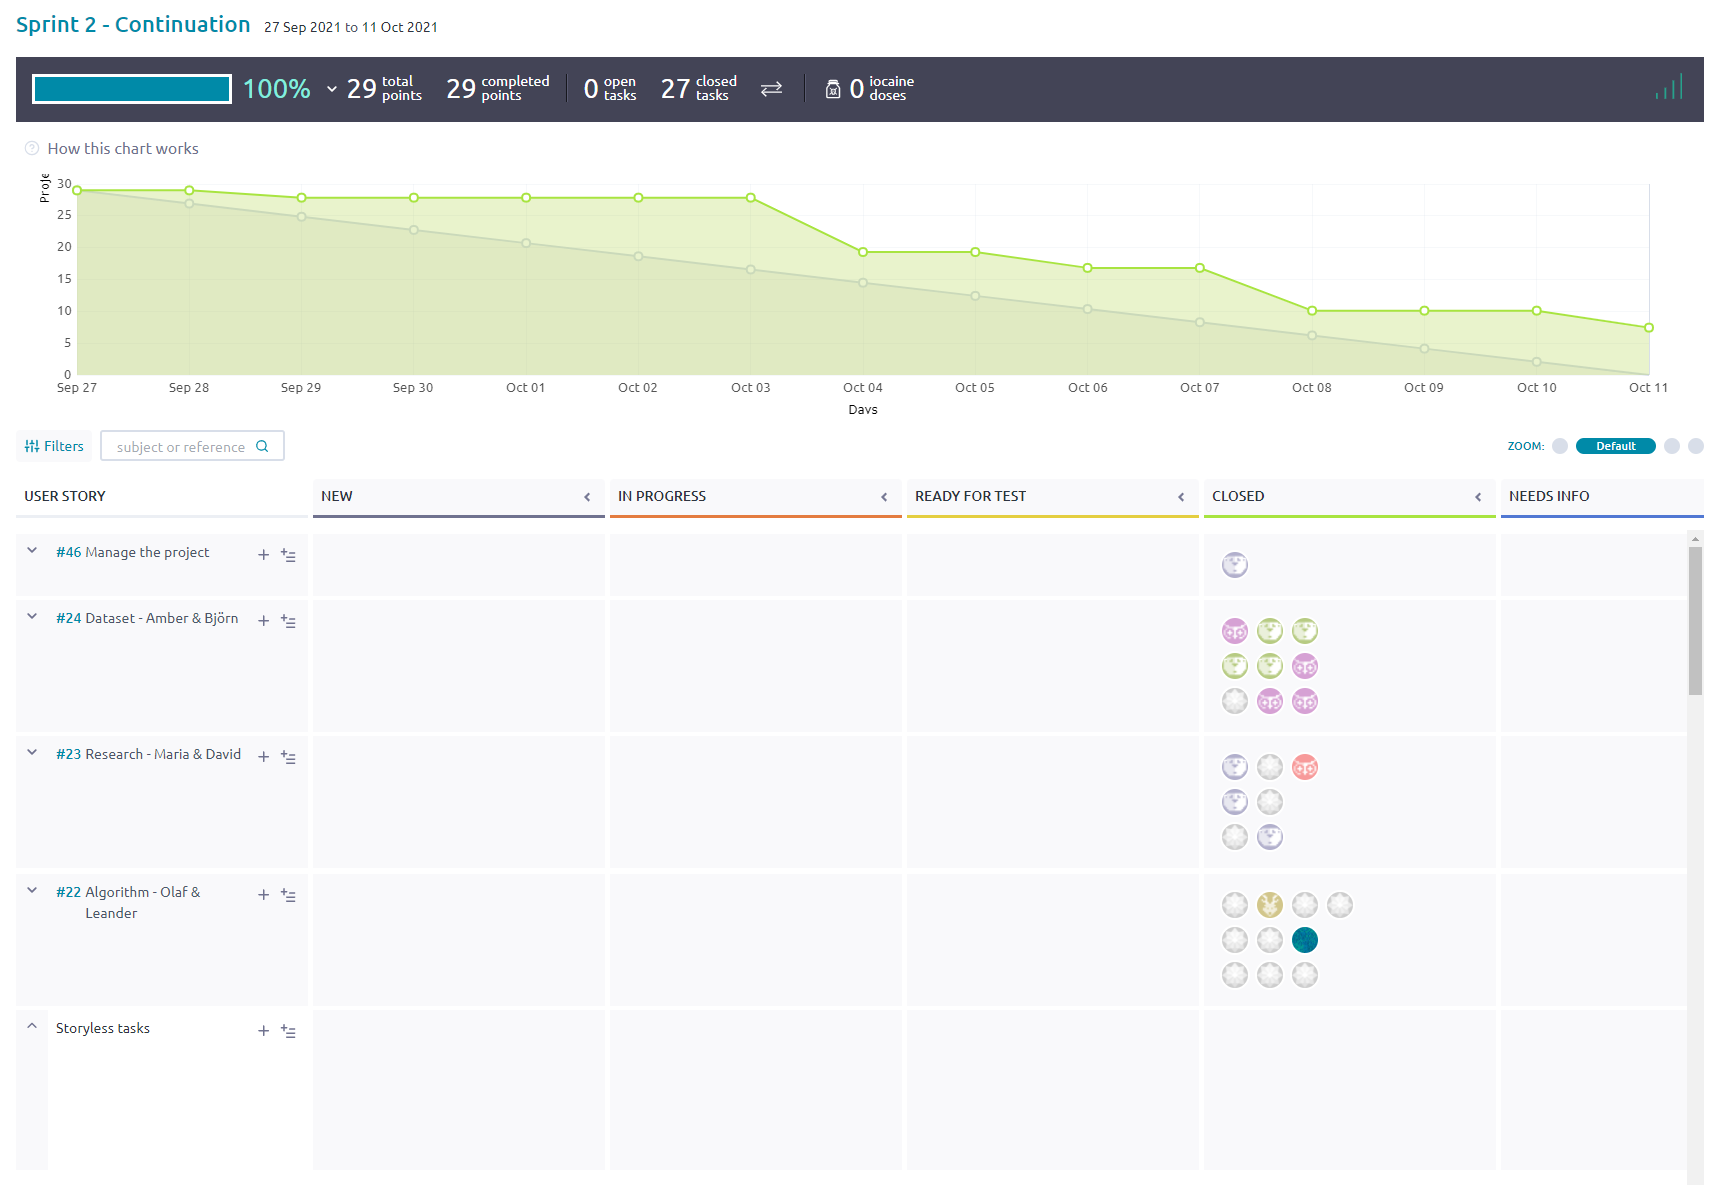 Sprint 2 - Continuation 27 Sep 2021 to 11 Oct 2021
100% 29 total points 29 completed points 0 open tasks 27 closed tasks 0 iocaine doses
How this chart works
Proje
30
25
20
15
10
5
0
Sep 27 Sep 28 Sep 29 Sep 30 Oct 01 Oct 02 Oct 03 Oct 04 Oct 05 Oct 06 Oct 07 Oct 08 Oct 09 Oct 10 Oct 11
Days
Filters subject or reference ZOOM: Default
USER STORY NEW IN PROGRESS READY FOR TEST CLOSED NEEDS INFO
#46 Manage the project
#24 Dataset - Amber & Björn
#23 Research - Maria & David
#22 Algorithm - Olaf &
Leander
Storyless tasks